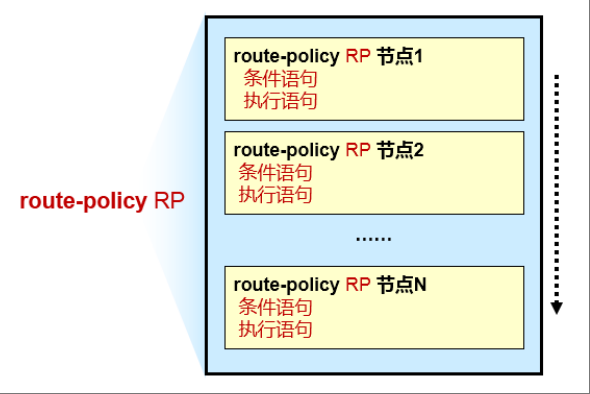 route-policy RP
route-policy RP 节点1
条件语句
执行语句
route-policy RP 节点2
条件语句
执行语句
......
route-policy RP 节点N
条件语句
执行语句